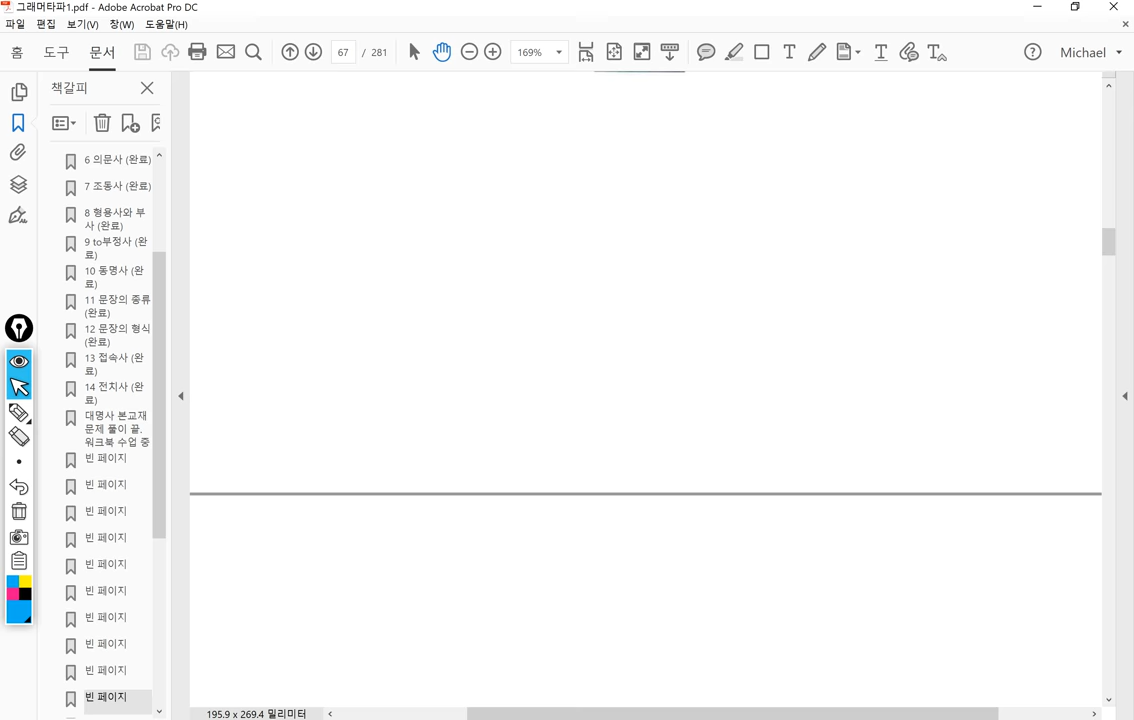 그래머타파1.pdf - Adobe Acrobat Pro DC
파일 편집 보기(V) 창(W) 도움말(H)
홈 도구 문서 67 / 281 169% Michael
책갈피
6 의문사 (완료)
7 조동사 (완료)
8 형용사와 부
사 (완료)
9 to부정사 (완
료)
10 동명사 (완
료)
11 문장의 종류
(완료)
12 문장의 형식
(완료)
13 접속사 (완
료)
14 전치사 (완
료)
대명사 본교재
문제 풀이 끝.
워크북 수업 중
빈 페이지
빈 페이지
빈 페이지
빈 페이지
빈 페이지
빈 페이지
빈 페이지
빈 페이지
빈 페이지
빈 페이지
195.9 x 269.4 밀리미터